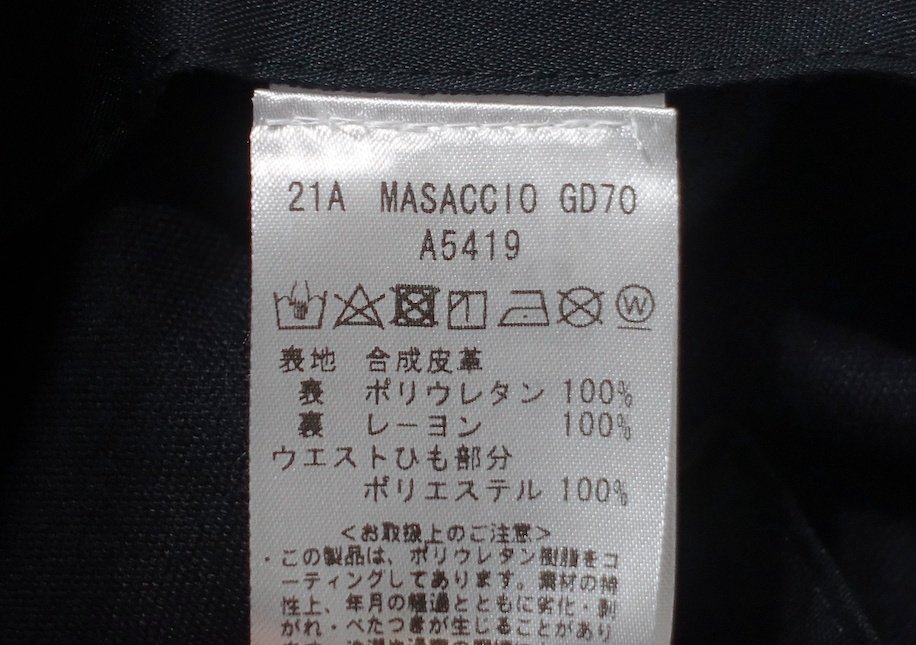 21A MASACCIO GD70
A5419
W
表地 合成皮革
表 ポリウレタン 100%
裏 レーヨン 100%
ウエストひも部分
ポリエステル 100%
<お取扱上のご注意>
・この製品は、ポリウレタン樹脂をコ
ーティングしてあります。素材の特
性上、年月の経過とともに劣化・剥
がれ・べたつきが生じることがあり